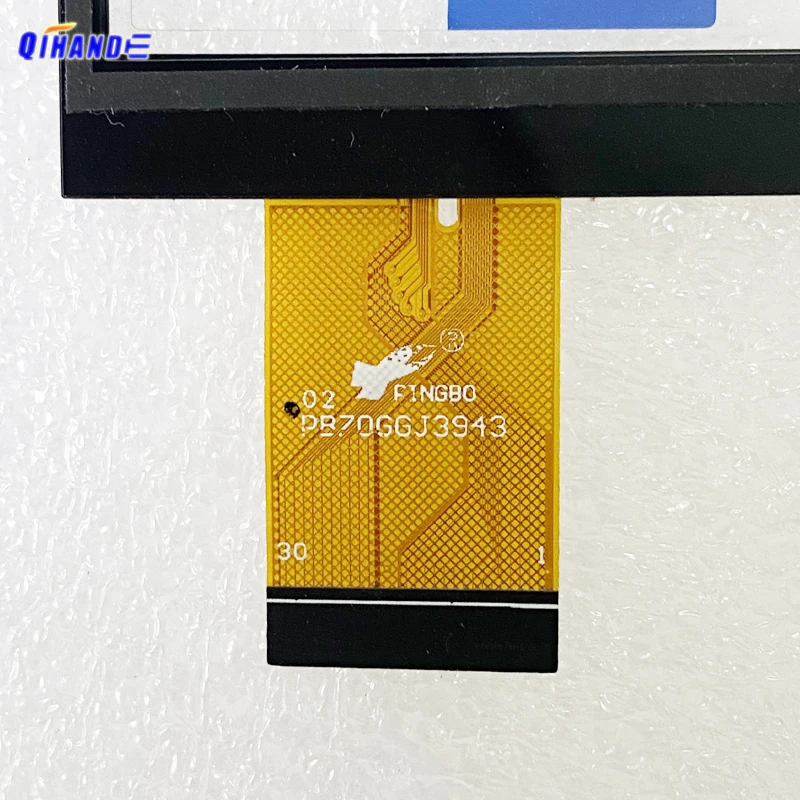 QIHANDE
R
02 PINGBO
PB70GGJ3943
30 1